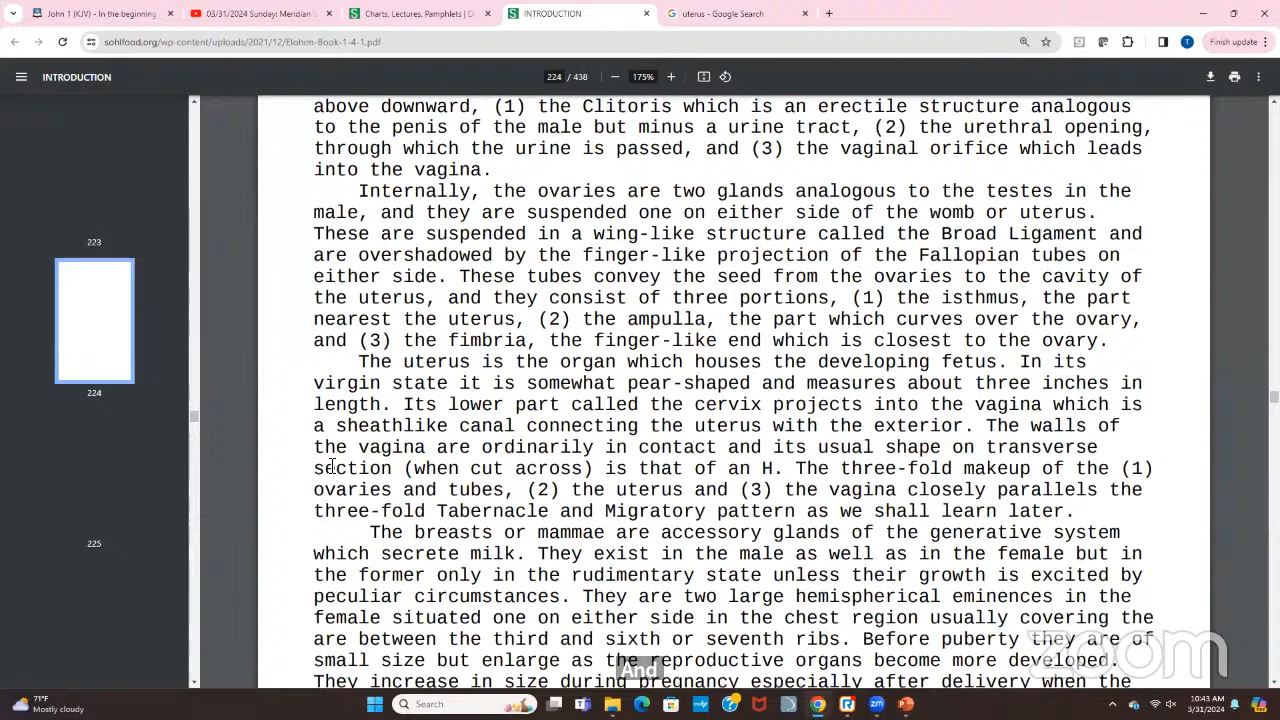 John 1 (KJV) - In the beginning
03/31/2024 Sunday: Meridian S
Charts, Lectures, Pamphlets | D
INTRODUCTION
uterus - Google Search
sohlfood.org/wp-content/uploads/2021/12/Elohim-Book-1-4-1.pdf
T
Finish update
INTRODUCTION
224 / 438
175%
223
224
225
above downward, (1) the Clitoris which is an erectile structure analogous
to the penis of the male but minus a urine tract, (2) the urethral opening,
through which the urine is passed, and (3) the vaginal orifice which leads
into the vagina.
Internally, the ovaries are two glands analogous to the testes in the
male, and they are suspended one on either side of the womb or uterus.
These are suspended in a wing-like structure called the Broad Ligament and
are overshadowed by the finger-like projection of the Fallopian tubes on
either side. These tubes convey the seed from the ovaries to the cavity of
the uterus, and they consist of three portions, (1) the isthmus, the part
nearest the uterus, (2) the ampulla, the part which curves over the ovary,
and (3) the fimbria, the finger-like end which is closest to the ovary.
The uterus is the organ which houses the developing fetus. In its
virgin state it is somewhat pear-shaped and measures about three inches in
length. Its lower part called the cervix projects into the vagina which is
a sheathlike canal connecting the uterus with the exterior. The walls of
the vagina are ordinarily in contact and its usual shape on transverse
section (when cut across) is that of an H. The three-fold makeup of the (1)
ovaries and tubes, (2) the uterus and (3) the vagina closely parallels the
three-fold Tabernacle and Migratory pattern as we shall learn later.
The breasts or mammae are accessory glands of the generative system
which secrete milk. They exist in the male as well as in the female but in
the former only in the rudimentary state unless their growth is excited by
peculiar circumstances. They are two large hemispherical eminences in the
female situated one on either side in the chest region usually covering the
are between the third and sixth or seventh ribs. Before puberty they are of
small size but enlarge as the reproductive organs become more developed.
They increase in size during pregnancy especially after delivery when the
And
zoom
71°F
Mostly cloudy
Search
10:43 AM
3/31/2024